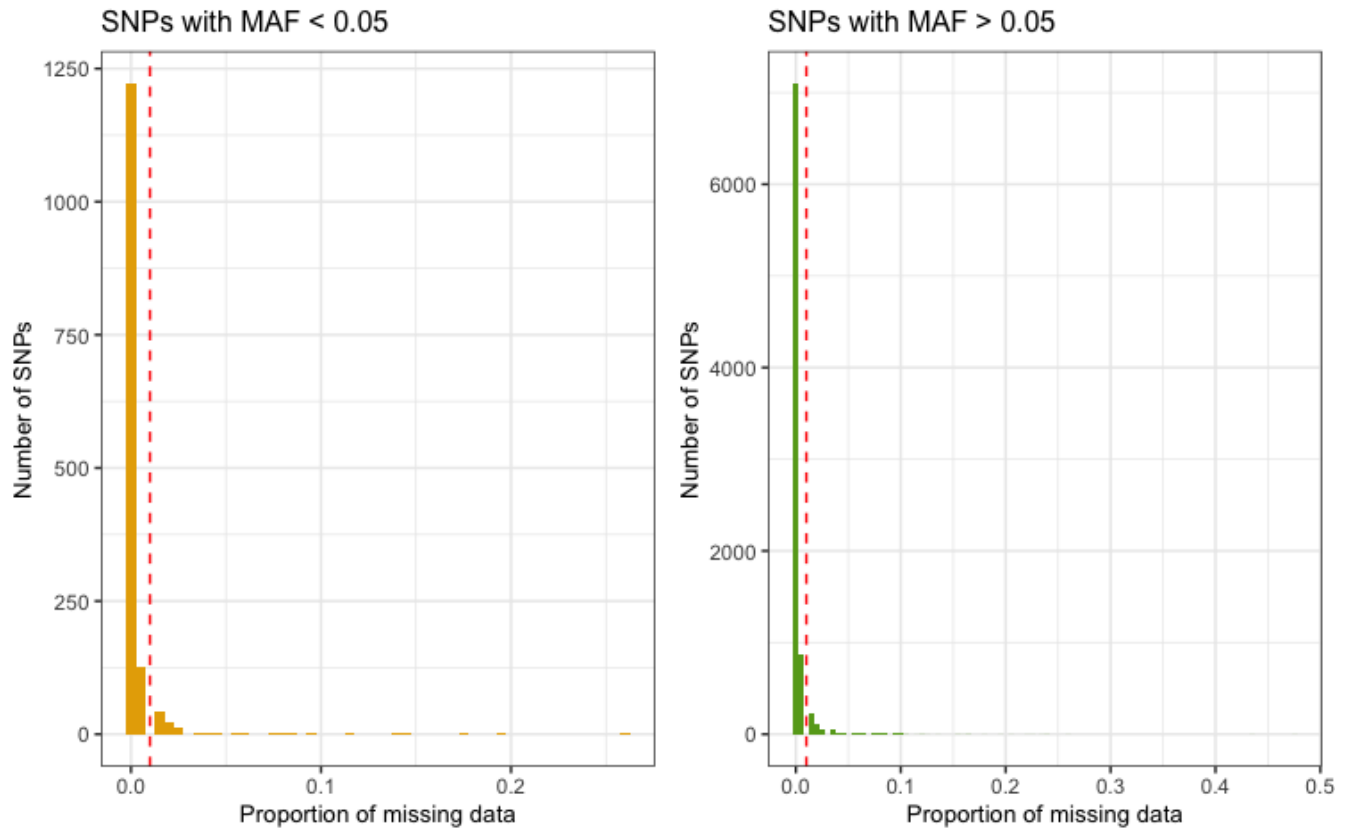 SNPs with MAF < 0.05
1250
1000
750
500
250
0
Number of SNPs
0.0 0.1 0.2
Proportion of missing data
SNPs with MAF > 0.05
6000
4000
2000
0
Number of SNPs
0.0 0.1 0.2 0.3 0.4 0.5
Proportion of missing data